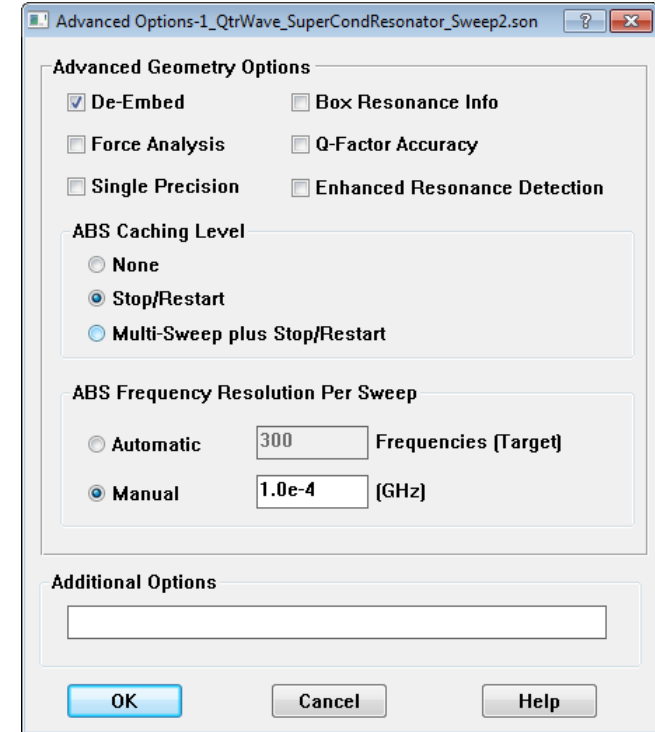 Advanced Options-1_QtrWave_SuperCondResonator_Sweep2.son
Advanced Geometry Options
De-Embed Box Resonance Info
Force Analysis Q-Factor Accuracy
Single Precision Enhanced Resonance Detection
ABS Caching Level
None
Stop/Restart
Multi-Sweep plus Stop/Restart
ABS Frequency Resolution Per Sweep
Automatic 300 Frequencies (Target)
Manual 1.0e-4 (GHz)
Additional Options
OK Cancel Help